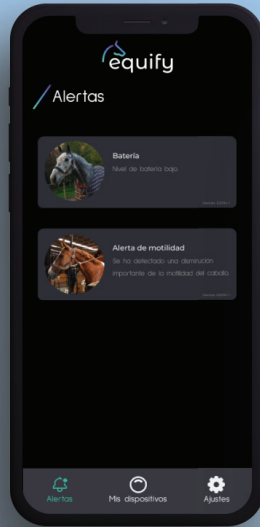 equify
Alertas
Batería
Nivel de batería bajo
Alerta de motilidad
Se ha detectado una
importante de la motilidad del caballo
Alertas
Mis dispositivos
Ajustes